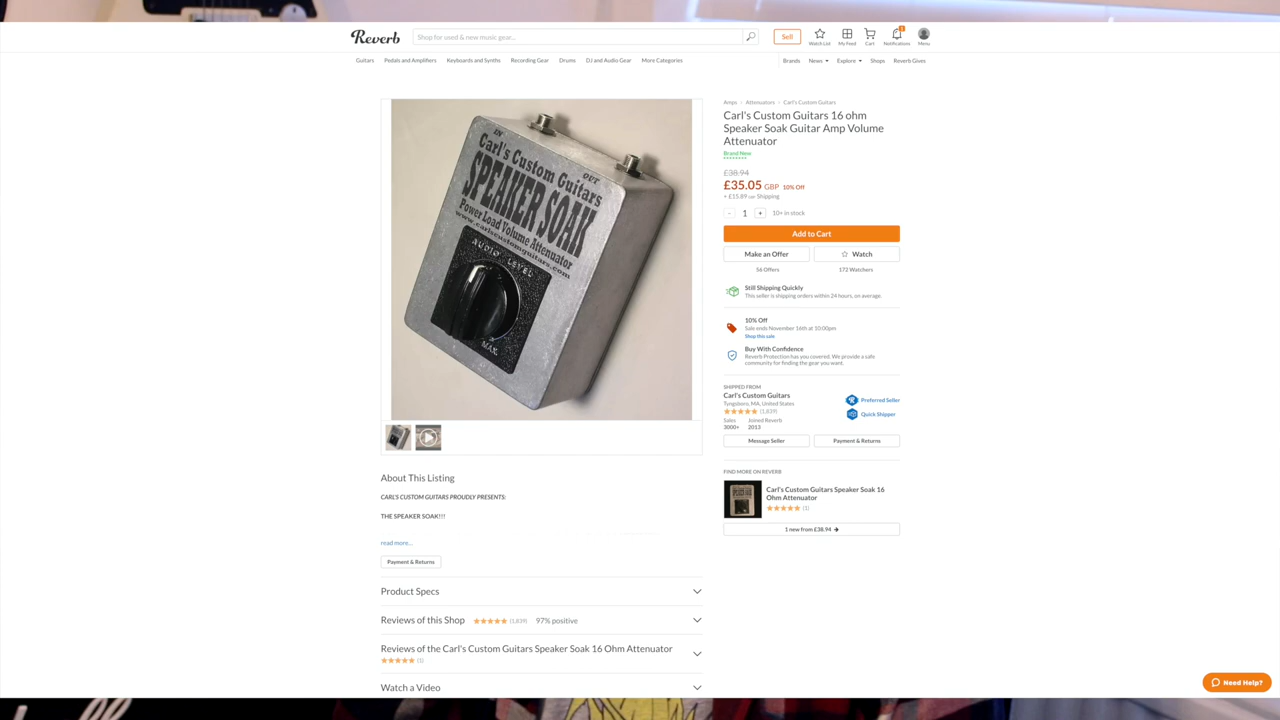 Reverb
Shop for used & new music gear...
Sell
Watch List
My Feed
Cart
1
Notifications
Menu
Guitars
Pedals and Amplifiers
Keyboards and Synths
Recording Gear
Drums
DJ and Audio Gear
More Categories
Brands
News
Explore
Shops
Reverb Gives
IN
OUT
Carl's Custom Guitars
SPEAKER SOAK
Power Load Volume Attenuator
www.carlscustomguitars.com
AUDIO LEVEL
MAX.
Amps
Attenuators
Carl's Custom Guitars
Carl's Custom Guitars 16 ohm
Speaker Soak Guitar Amp Volume
Attenuator
Brand New
£38.94
£35.05 GBP 10% Off
+ £15.89 Shipping
- 1 + 10+ in stock
Add to Cart
Make an Offer
Watch
56 Offers
172 Watchers
Still Shipping Quickly
This seller is shipping orders within 24 hours, on average.
10% Off
Sale ends November 16th at 10:00pm
Shop this sale
Buy With Confidence
Reverb Protection has you covered. We provide a safe
community for finding the gear you want.
SHIPPED FROM
Carl's Custom Guitars
Tyngsboro, MA, United States
(1,839)
Preferred Seller
Quick Shipper
Sales
3000+
Joined Reverb
2013
Message Seller
Payment & Returns
FIND MORE ON REVERB
Carl's Custom Guitars Speaker Soak 16
Ohm Attenuator
(1)
1 new from £38.94 →
About This Listing
CARL'S CUSTOM GUITARS PROUDLY PRESENTS:
THE SPEAKER SOAK!!!
read more...
Payment & Returns
Product Specs
Reviews of this Shop (1,839) 97% positive
Reviews of the Carl's Custom Guitars Speaker Soak 16 Ohm Attenuator
(1)
Watch a Video
Need Help?